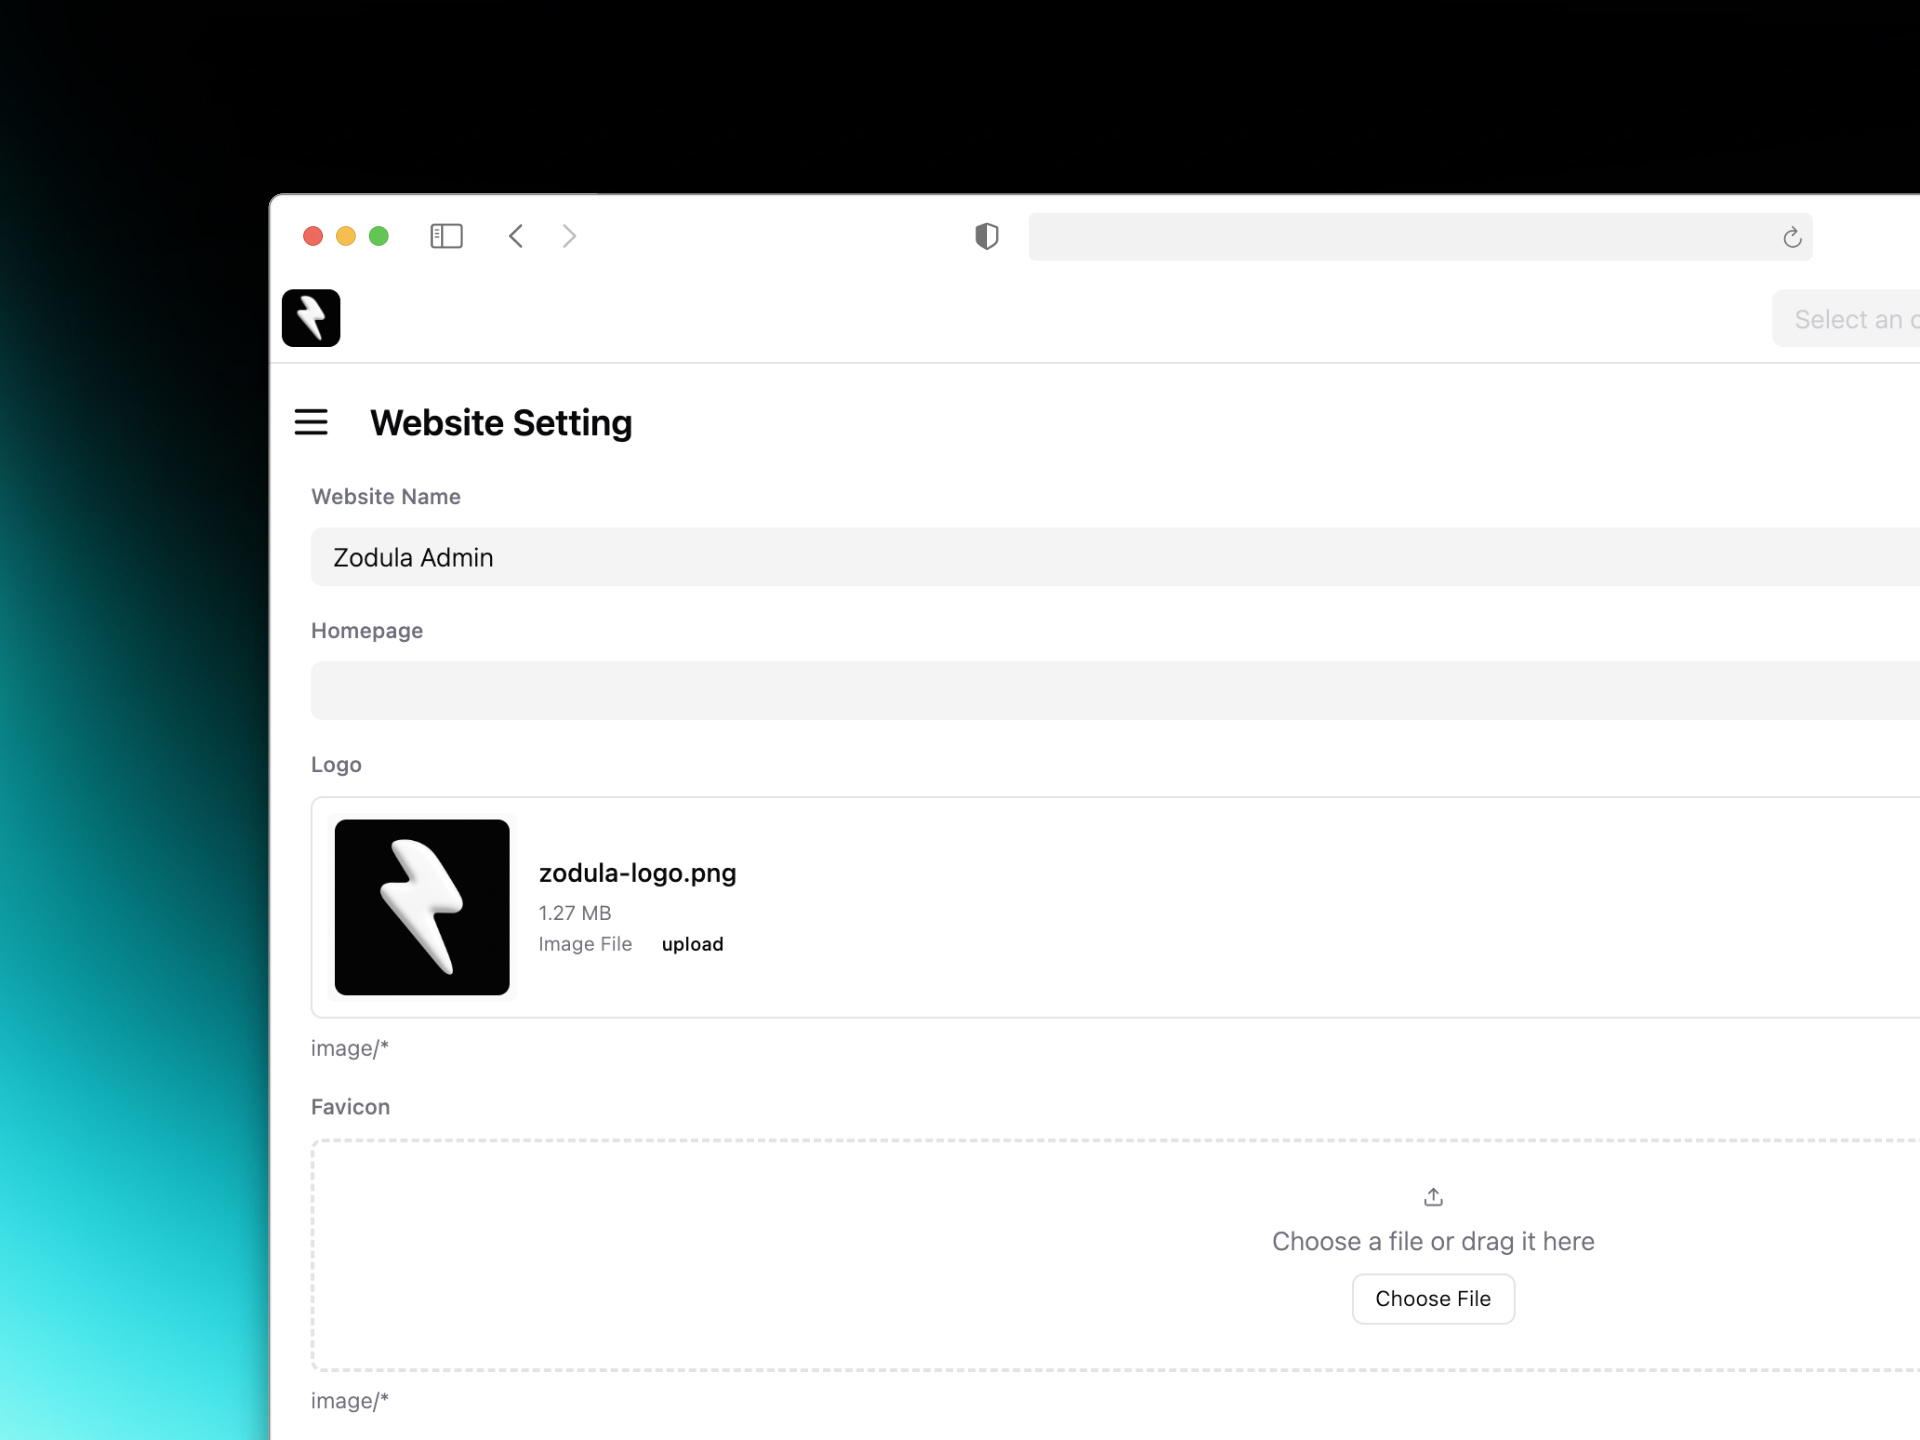 Select an
Website Setting
Website Name
Zodula Admin
Homepage
Logo
zodula-logo.png
1.27 MB
Image File upload
image/*
Favicon
Choose a file or drag it here
Choose File
image/*